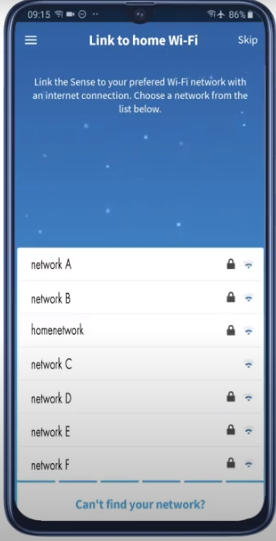 09:15
86%
Link to home Wi-Fi
Skip
Link the Sense to your prefered Wi-Fi network with
an internet connection. Choose a network from the
list below.
network A
network B
homenetwork
network C
network D
network E
network F
Can't find your network?